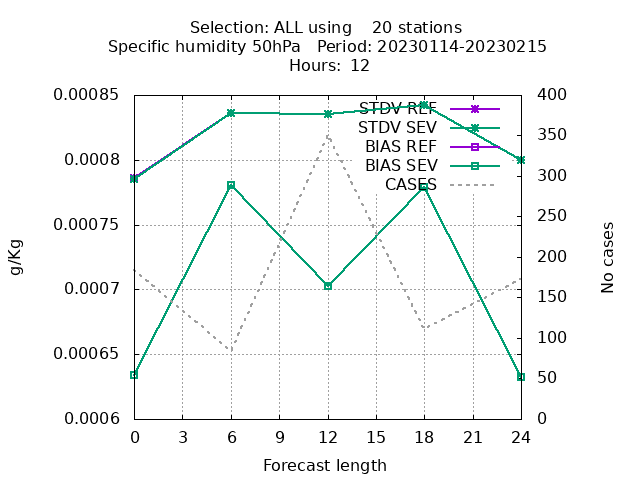 Selection: ALL using    20 stations
Specific humidity 50hPa   Period: 20230114-20230215
Hours: 12
0.00085
0.0008
0.00075
0.0007
0.00065
0.0006
g/Kg
STDV REF
STDV SEV
BIAS REF
BIAS SEV
CASES
400
350
300
250
200
150
100
50
0
No cases
0 3 6 9 12 15 18 21 24
Forecast length